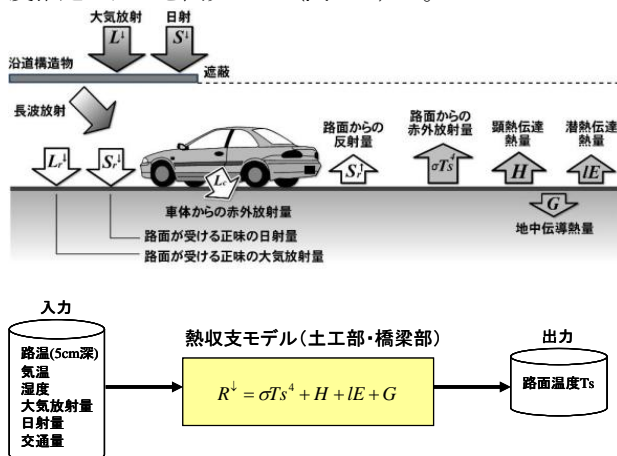 大気放射
日射
L↓
S↓
沿道構造物
遮蔽
長波放射
路面からの
反射量
路面からの
赤外放射量
顕熱伝達
熱量
潜熱伝達
熱量
Lr↓
Sr↓
Lc
Sr↑
σTs⁴
H
lE
車体からの赤外放射量
G
地中伝導熱量
路面が受ける正味の日射量
路面が受ける正味の大気放射量
入力
熱収支モデル(土工部・橋梁部)
出力
路温(5cm深)
気温
湿度
大気放射量
日射量
交通量
R↓ = σTs⁴ + H + lE + G
路面温度Ts